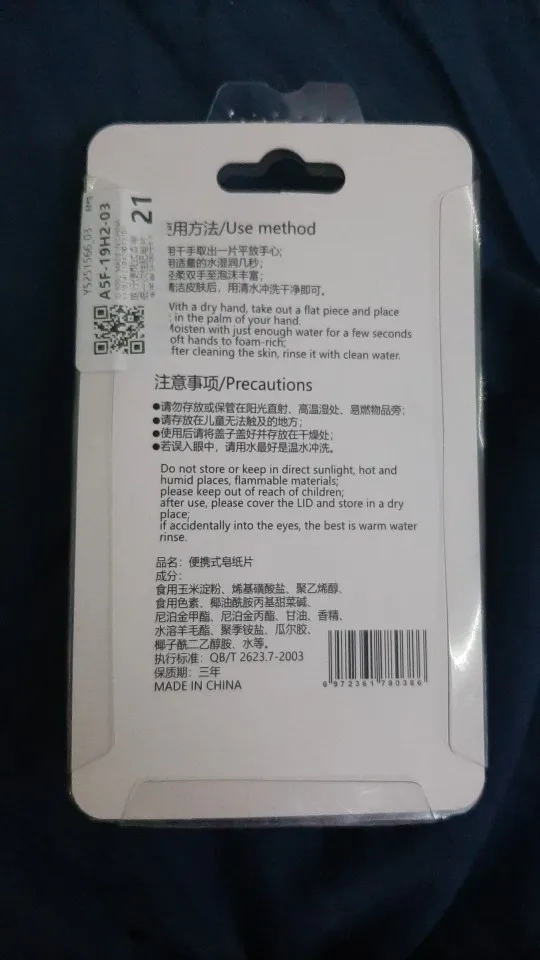 YS251566_03
A5F-19H2-03
21
用方法/Use method
干手取出一片平放手心;
适量的水湿润几秒;
柔双手至泡沫丰富;
洁皮肤后，用清水冲洗干净即可。
With a dry hand, take out a flat piece and place
in the palm of your hand.
Moisten with just enough water for a few seconds
oft hands to foam-rich;
fter cleaning the skin, rinse it with clean water.
注意事项/Precautions
●请勿存放或保管在阳光直射、高温湿处、易燃物品旁;
●请存放在儿童无法触及的地方;
●使用后请将盖子盖好并存放在干燥处;
●若误入眼中，请用水最好是温水冲洗。
Do not store or keep in direct sunlight, hot and
humid places, flammable materials;
please keep out of reach of children;
after use, please cover the LID and store in a dry
place;
if accidentally into the eyes, the best is warm water
rinse.
品名：便携式皂纸片
成分：
食用玉米淀粉、烯基磺酸盐、聚乙烯醇、
食用色素、椰油酰胺丙基甜菜碱、
尼泊金甲酯、尼泊金丙酯、甘油、香精、
水溶羊毛酯、聚季铵盐、瓜尔胶、
椰子酰二乙醇胺、水等。
执行标准：QB/T 2623.7-2003
保质期：三年
MADE IN CHINA
6 972361 780386